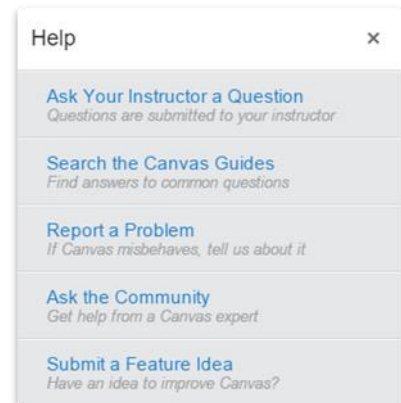 Help ×
Ask Your Instructor a Question
Questions are submitted to your instructor
Search the Canvas Guides
Find answers to common questions
Report a Problem
If Canvas misbehaves, tell us about it
Ask the Community
Get help from a Canvas expert
Submit a Feature Idea
Have an idea to improve Canvas?